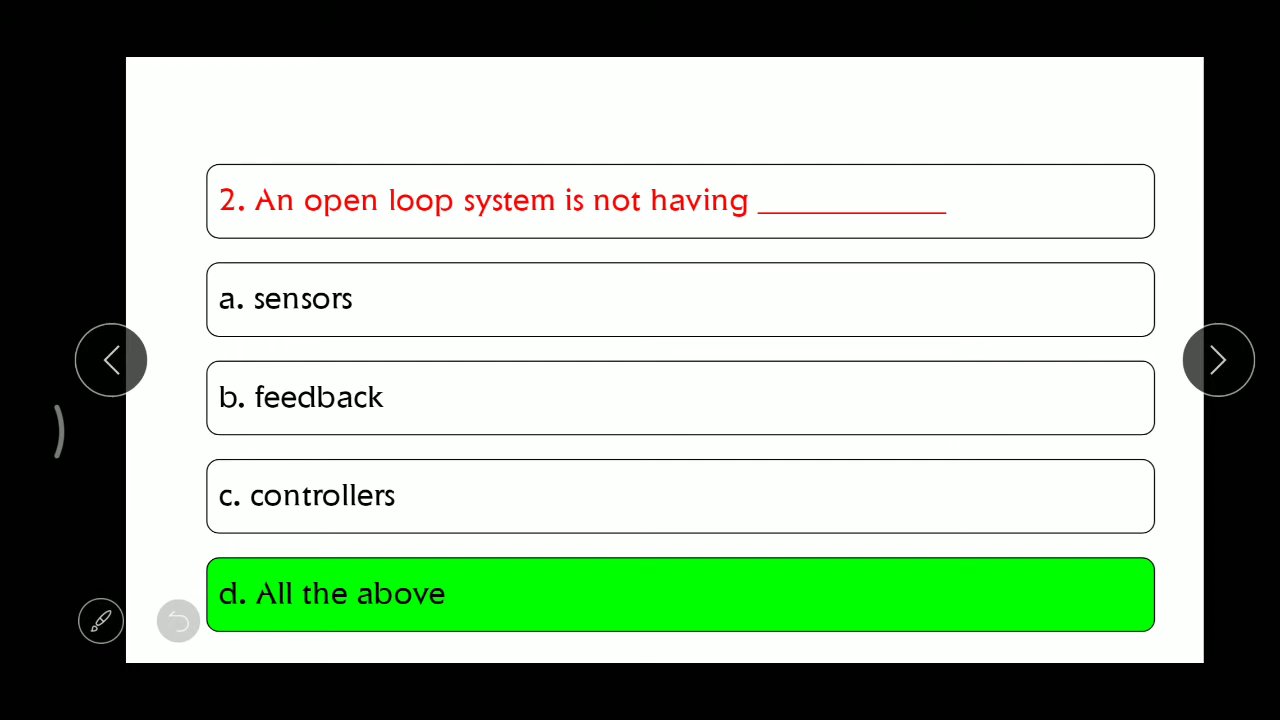 2. An open loop system is not having ____________
a. sensors
b. feedback
c. controllers
d. All the above